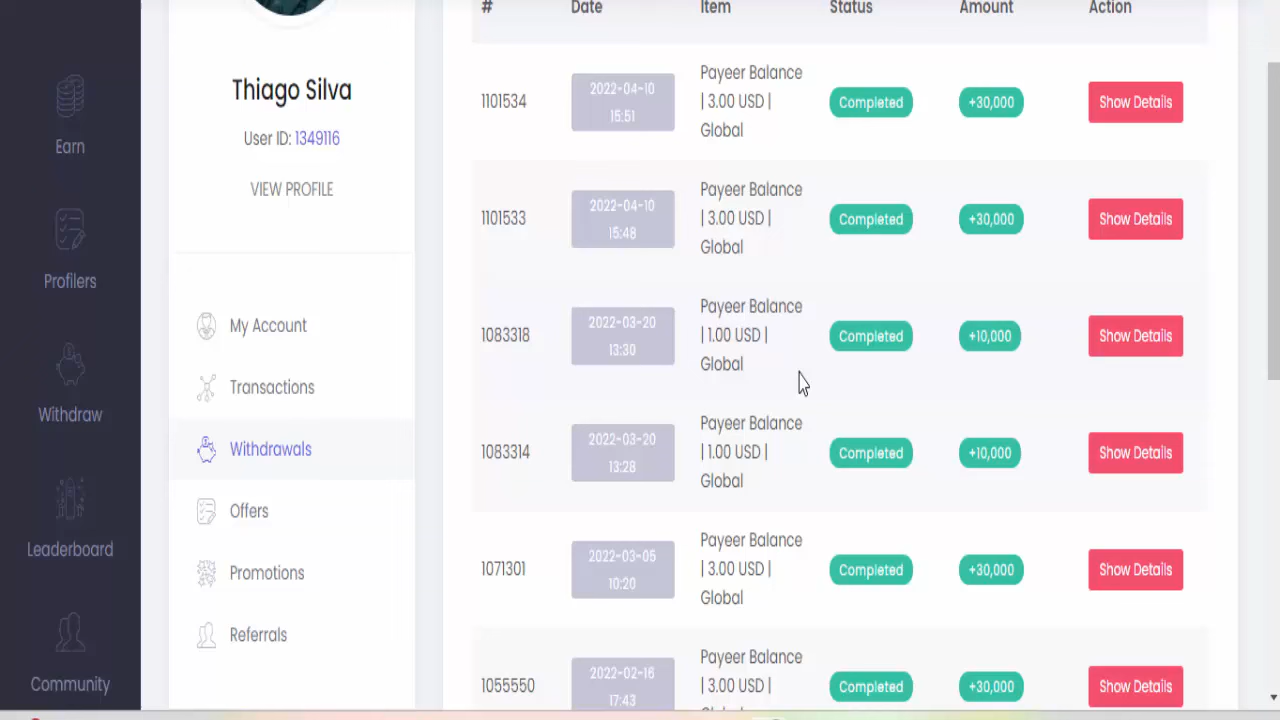 # Date Item Status Amount Action
Earn
Profilers
Withdraw
Leaderboard
Community
Thiago Silva
User ID: 1349116
VIEW PROFILE
My Account
Transactions
Withdrawals
Offers
Promotions
Referrals
1101534
2022-04-10
15:51
Payeer Balance
| 3.00 USD |
Global
Completed
+30,000
Show Details
1101533
2022-04-10
15:48
Payeer Balance
| 3.00 USD |
Global
Completed
+30,000
Show Details
1083318
2022-03-20
13:30
Payeer Balance
| 1.00 USD |
Global
Completed
+10,000
Show Details
1083314
2022-03-20
13:28
Payeer Balance
| 1.00 USD |
Global
Completed
+10,000
Show Details
1071301
2022-03-05
10:20
Payeer Balance
| 3.00 USD |
Global
Completed
+30,000
Show Details
1055550
2022-02-16
17:43
Payeer Balance
| 3.00 USD |
Completed
+30,000
Show Details